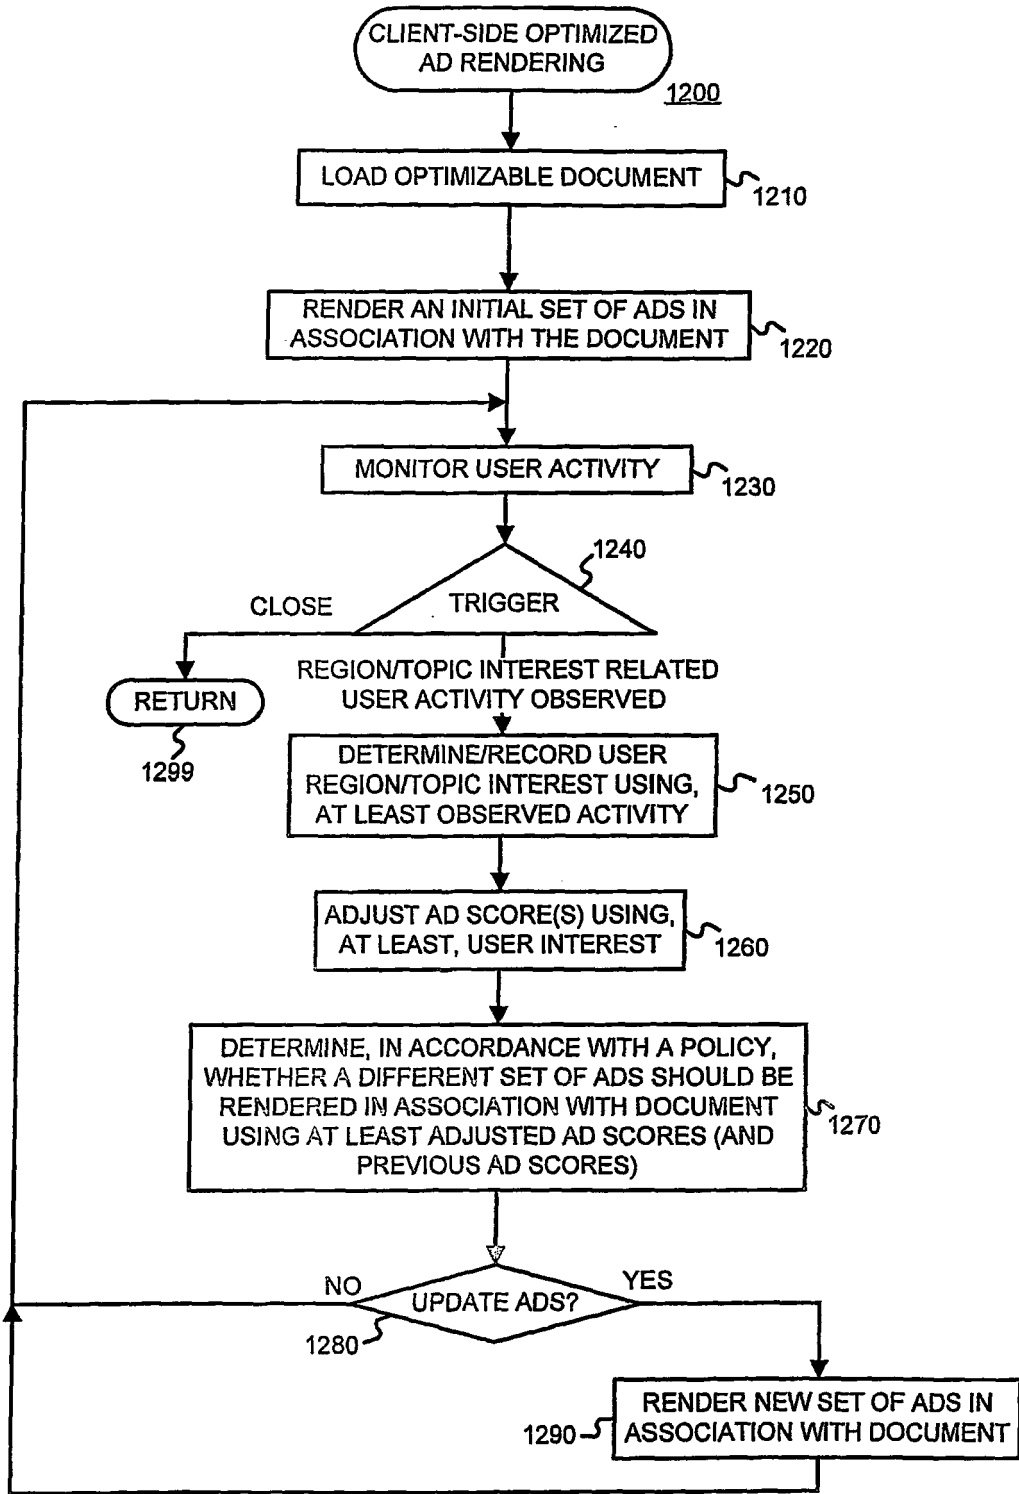 CLIENT-SIDE OPTIMIZED
AD RENDERING
1200
LOAD OPTIMIZABLE DOCUMENT
1210
RENDER AN INITIAL SET OF ADS IN
ASSOCIATION WITH THE DOCUMENT
1220
MONITOR USER ACTIVITY
1230
1240
TRIGGER
CLOSE
REGION/TOPIC INTEREST RELATED
USER ACTIVITY OBSERVED
RETURN
1299
DETERMINE/RECORD USER
REGION/TOPIC INTEREST USING,
AT LEAST OBSERVED ACTIVITY
1250
ADJUST AD SCORE(S) USING,
AT LEAST, USER INTEREST
1260
DETERMINE, IN ACCORDANCE WITH A POLICY,
WHETHER A DIFFERENT SET OF ADS SHOULD BE
RENDERED IN ASSOCIATION WITH DOCUMENT
USING AT LEAST ADJUSTED AD SCORES (AND
PREVIOUS AD SCORES)
1270
NO
YES
UPDATE ADS?
1280
RENDER NEW SET OF ADS IN
ASSOCIATION WITH DOCUMENT
1290